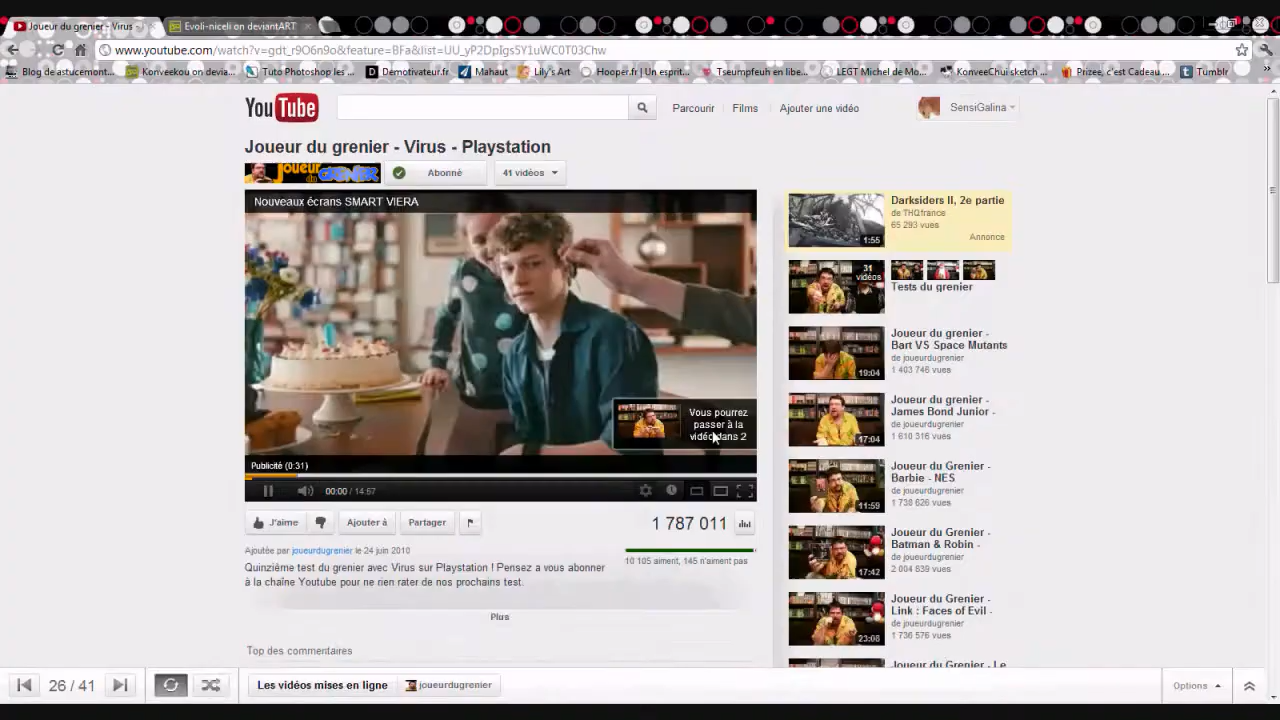 Joueur du grenier - Virus -
Evoli-niceli on deviantART
www.youtube.com/watch?v=gdt_r9O6n9o&feature=BFa&list=UU_yP2DpIgs5Y1uWC0T03Chw
Blog de astucemont...
Konveekou on devia...
Tuto Photoshop les ...
Démotivateur.fr
Mahaut
Lily's Art
Hooper.fr | Un esprit...
Tseumpfeuh en libe...
LEGT Michel de Mo...
KonveeChui sketch ...
Prizee, c'est Cadeau ...
Tumblr
YouTube
Parcourir
Films
Ajouter une vidéo
SensiGalina
Joueur du grenier - Virus - Playstation
Joueur du GRENIER
Abonné
41 vidéos
Nouveaux écrans SMART VIERA
Vous pourrez
passer à la
vidéo dans 2
Publicité (0:31)
00:00 / 14:57
J'aime
Ajouter à
Partager
1 787 011
Ajoutée par joueurdugrenier le 24 juin 2010
10 105 aiment, 145 n'aiment pas
Quinzième test du grenier avec Virus sur Playstation ! Pensez a vous abonner
à la chaîne Youtube pour ne rien rater de nos prochains test.
Plus
Top des commentaires
1:55
Darksiders II, 2e partie
de THQfrance
65 293 vues
Annonce
31
vidéos
Tests du grenier
19:04
Joueur du grenier -
Bart VS Space Mutants
de joueurdugrenier
1 403 746 vues
17:04
Joueur du grenier -
James Bond Junior -
de joueurdugrenier
1 610 316 vues
11:59
Joueur du Grenier -
Barbie - NES
de joueurdugrenier
1 738 626 vues
17:42
Joueur du Grenier -
Batman & Robin -
de joueurdugrenier
2 004 839 vues
23:08
Joueur du Grenier -
Link : Faces of Evil -
de joueurdugrenier
1 736 576 vues
Joueur du Grenier - Le
26 / 41
Les vidéos mises en ligne
joueurdugrenier
Options